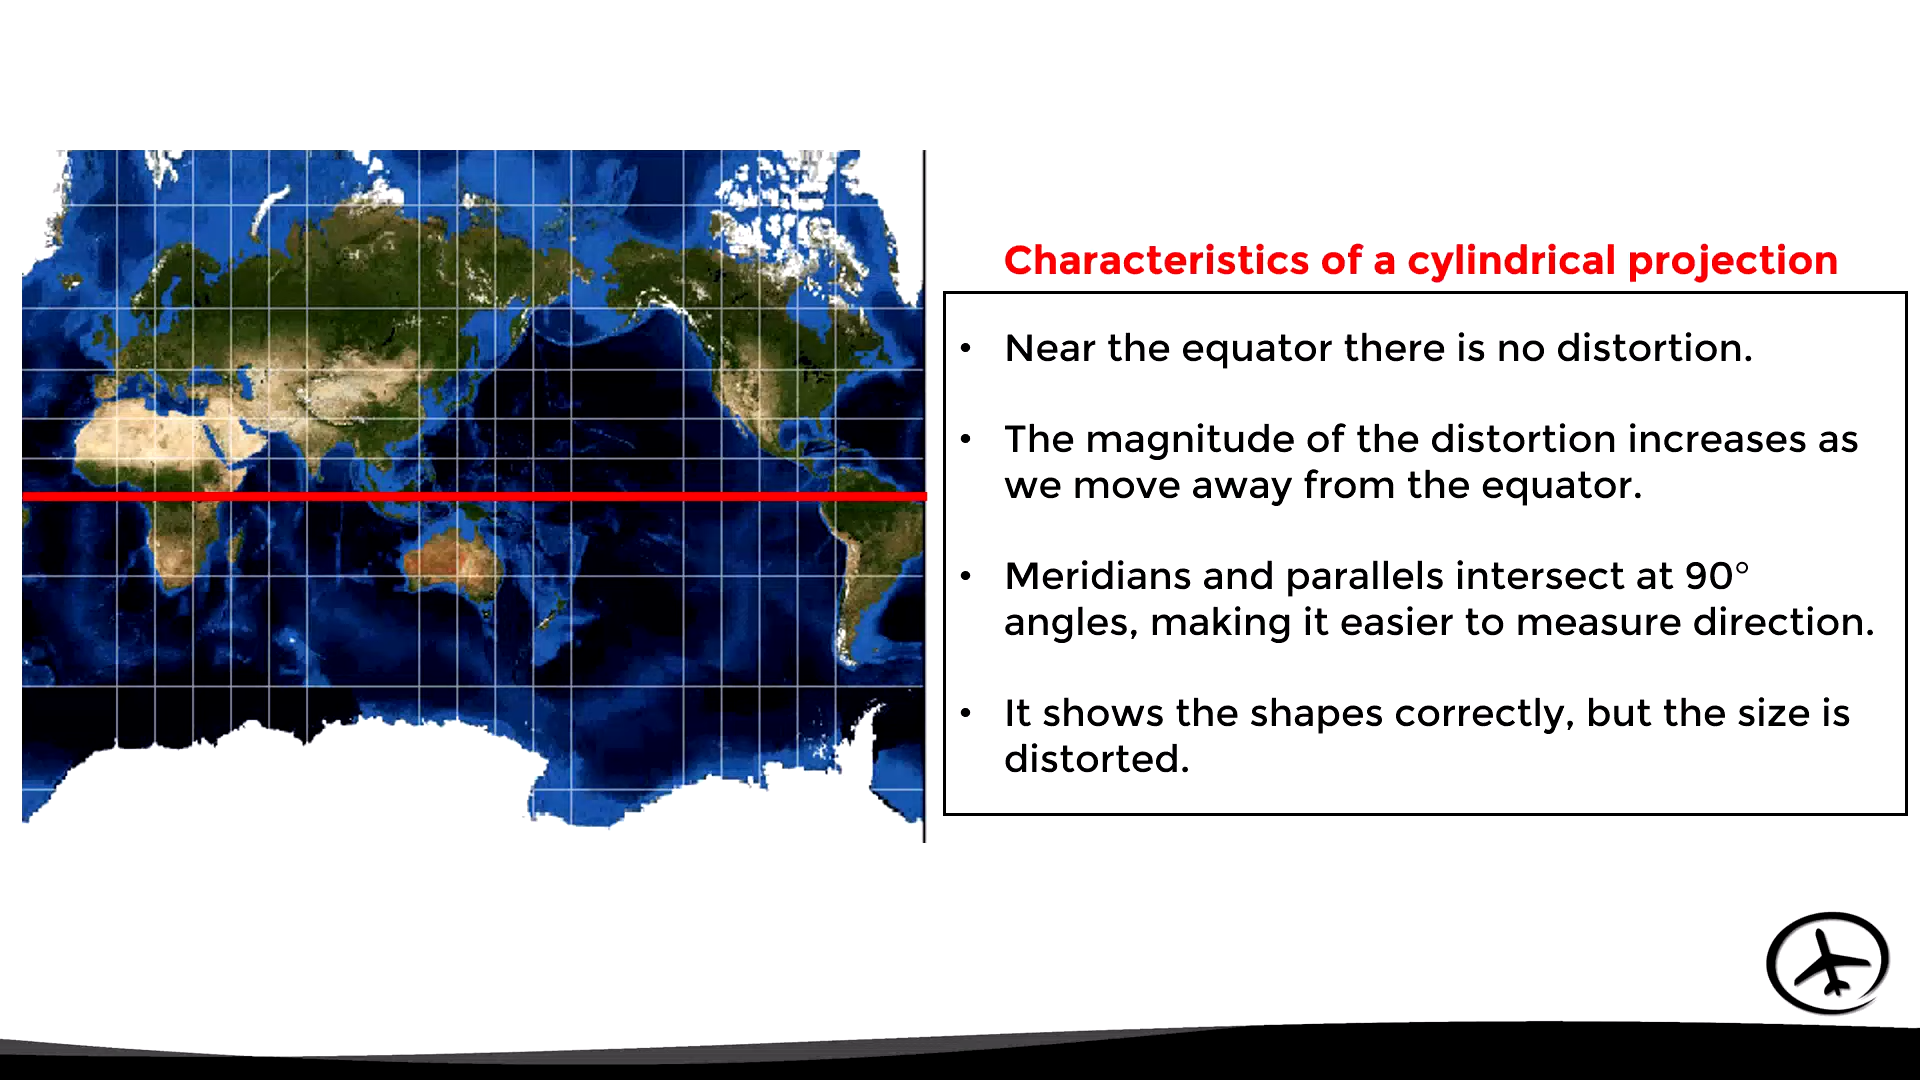 Characteristics of a cylindrical projection
• Near the equator there is no distortion.
• The magnitude of the distortion increases as
we move away from the equator.
• Meridians and parallels intersect at 90°
angles, making it easier to measure direction.
• It shows the shapes correctly, but the size is
distorted.